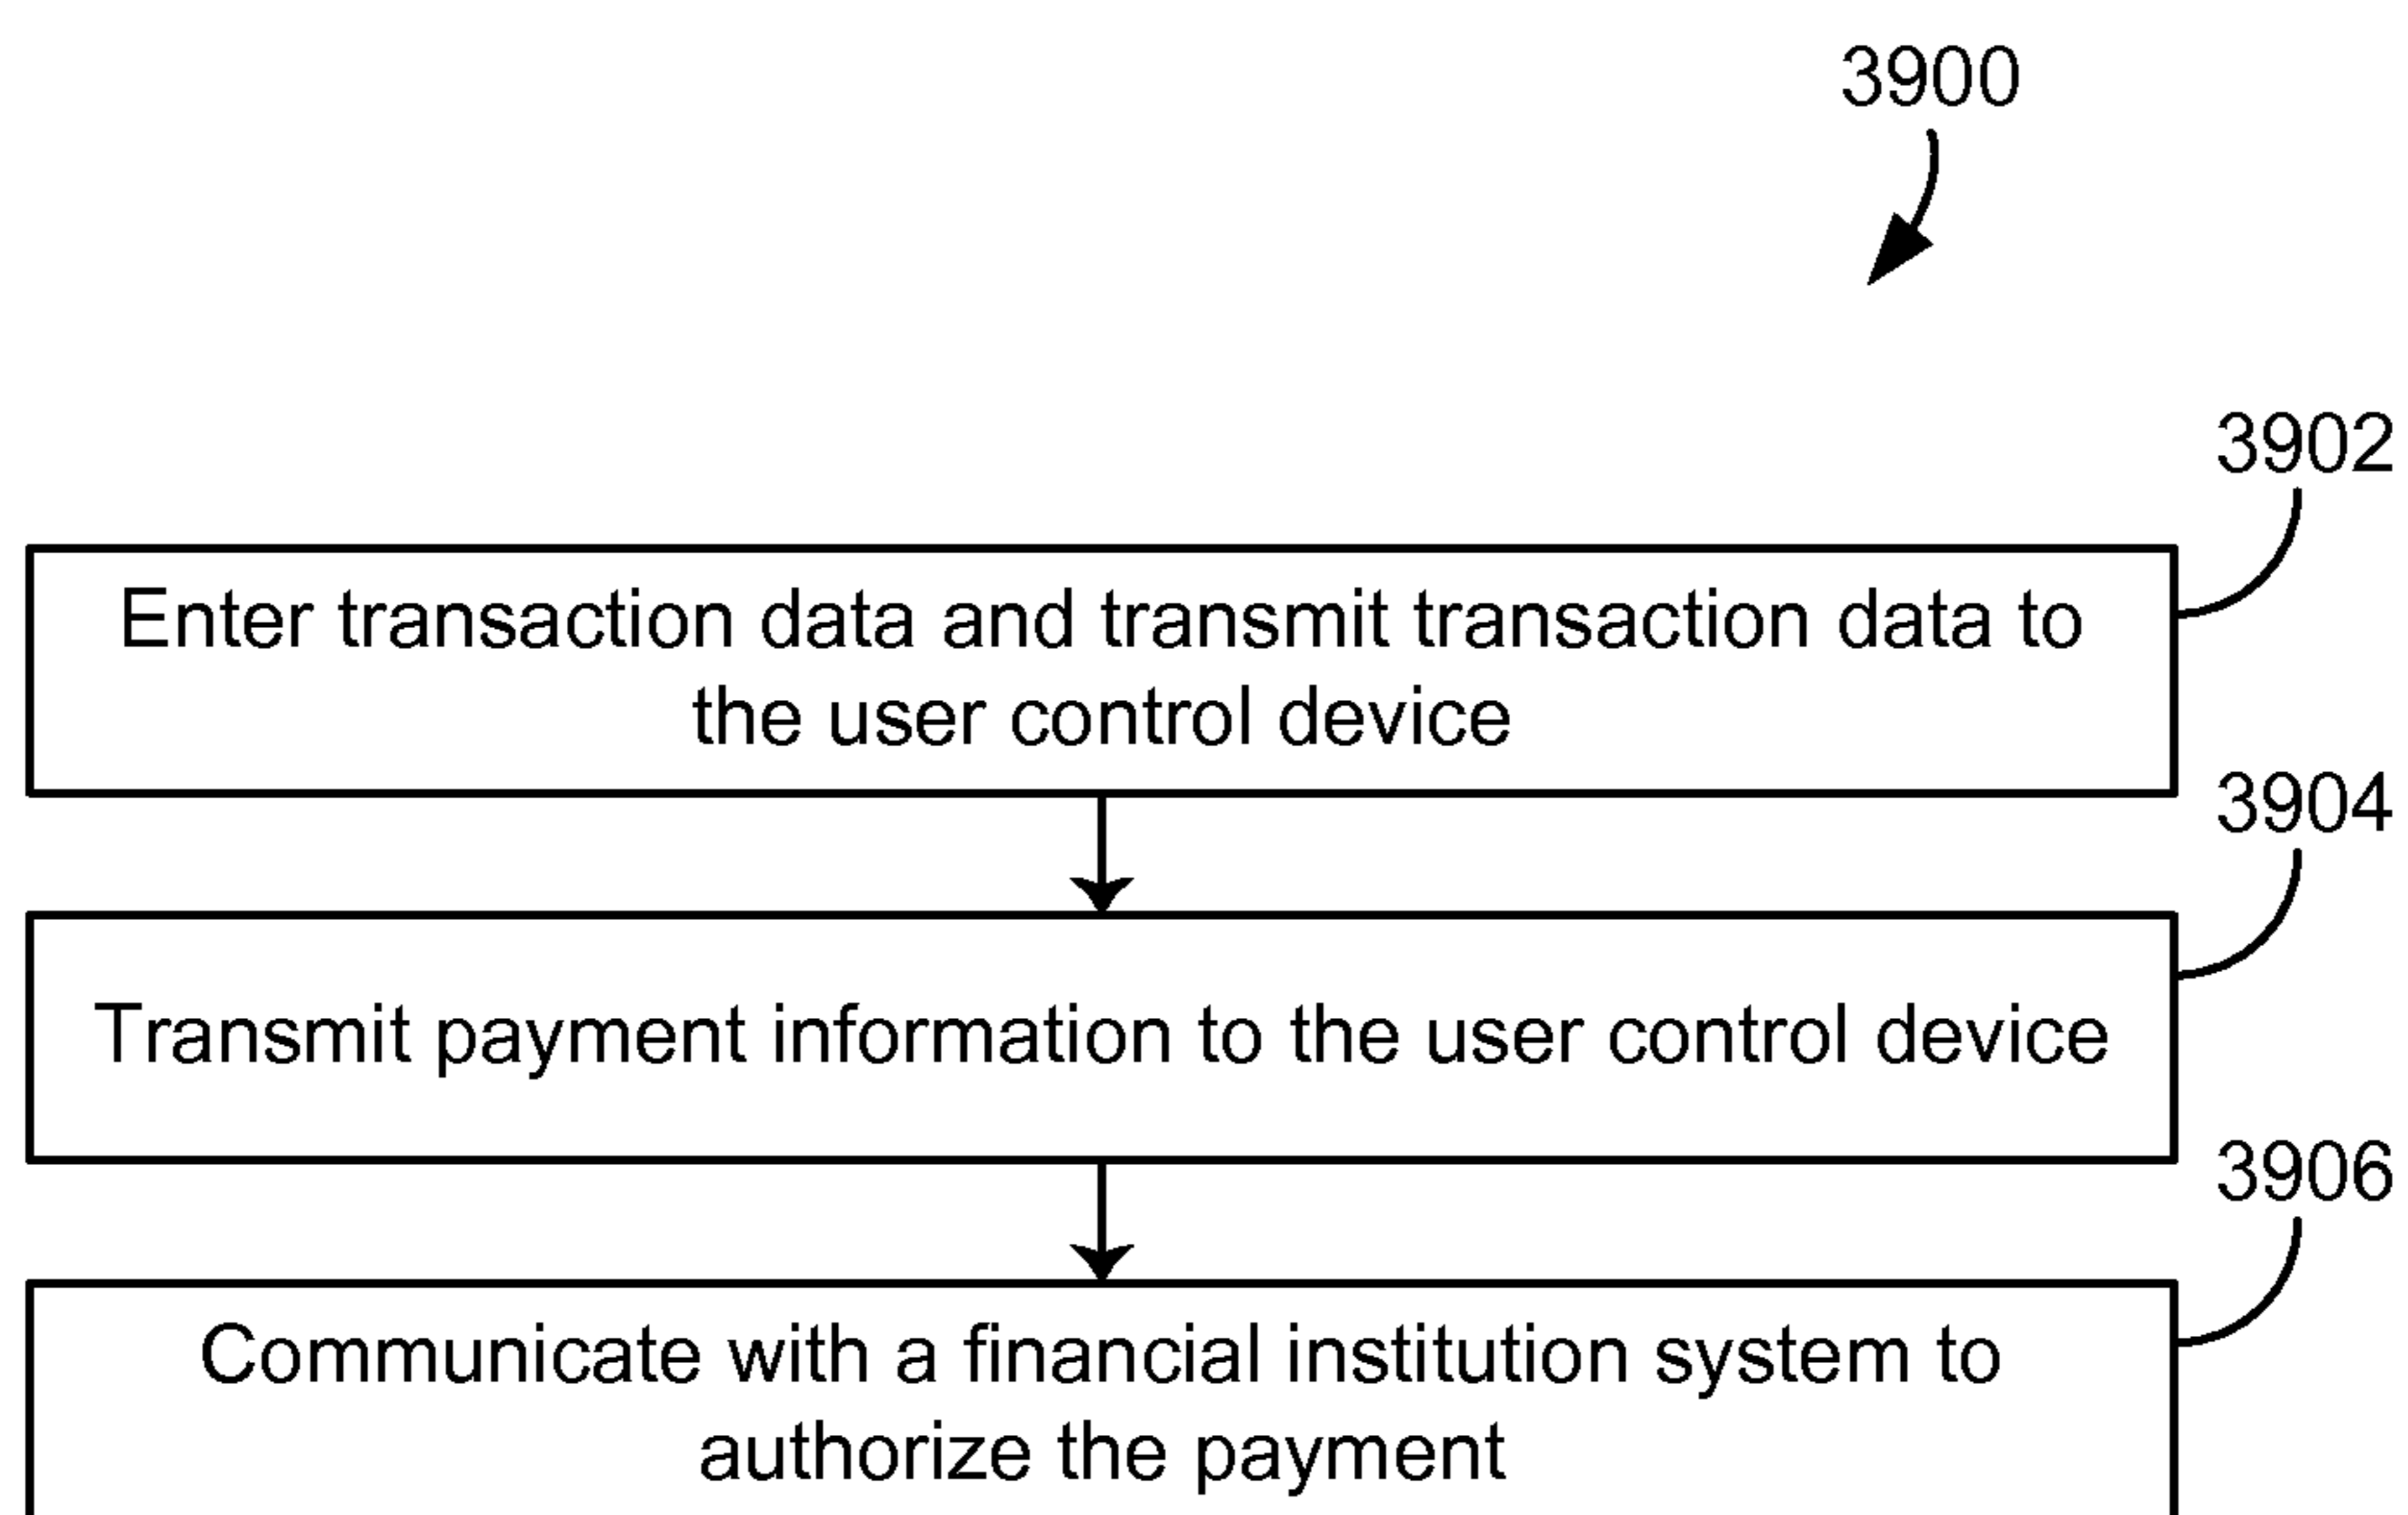 3900
3902
Enter transaction data and transmit transaction data to
the user control device
3904
Transmit payment information to the user control device
3906
Communicate with a financial institution system to
authorize the payment